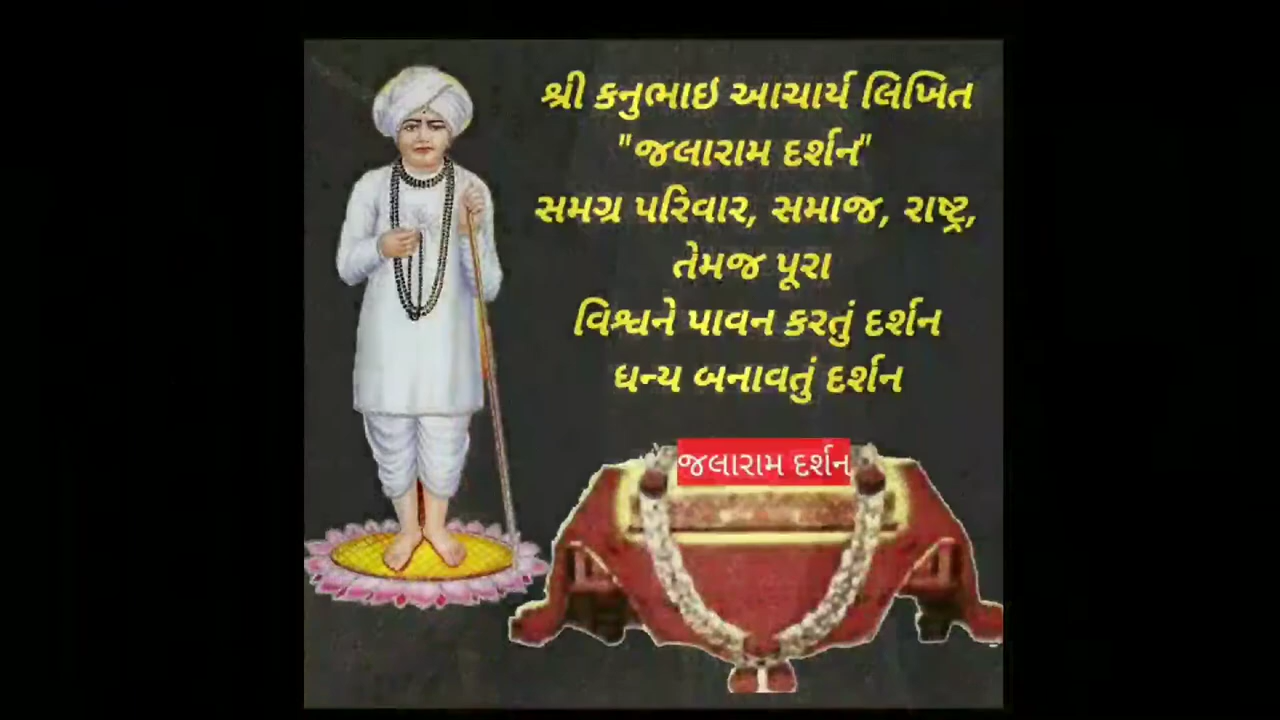 શ્રી કનુભાઇ આચાર્ય લિખિત
"જલારામ દર્શન"
સમગ્ર પરિવાર, સમાજ, રાષ્ટ્ર,
તેમજ પૂરા
વિશ્વને પાવન કરતું દર્શન
ધન્ય બનાવતું દર્શન
જલારામ દર્શન